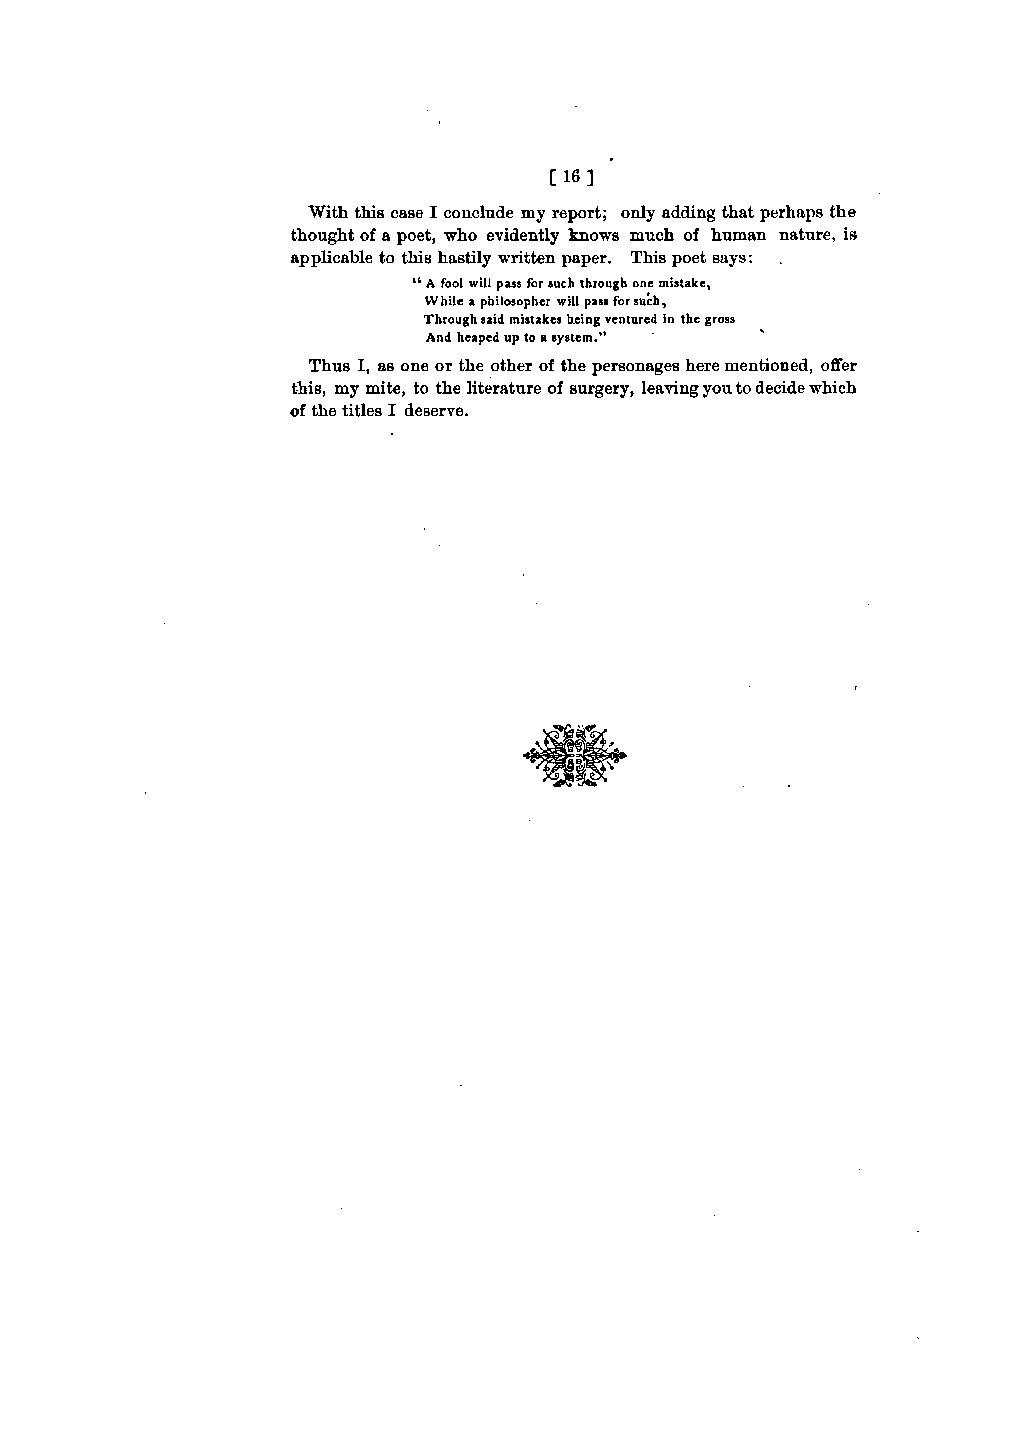 [ 16 ]
With this case I conclude my report; only adding that perhaps the
thought of a poet, who evidently knows much of human nature, is
applicable to this hastily written paper. This poet says:
“ A fool will pass for such through one mistake,
While a philosopher will pass for such,
Through said mistakes being ventured in the gross
And heaped up to a system.”
Thus I, as one or the other of the personages here mentioned, offer
this, my mite, to the literature of surgery, leaving you to decide which
of the titles I deserve.